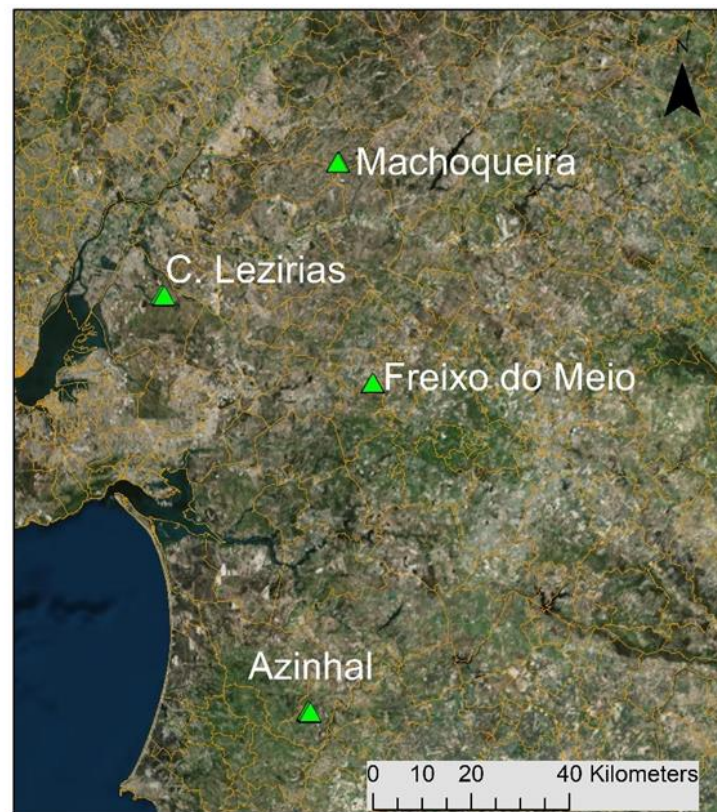 N
Machoqueira
C. Lezirias
Freixo do Meio
Azinhal
0 10 20 40 Kilometers